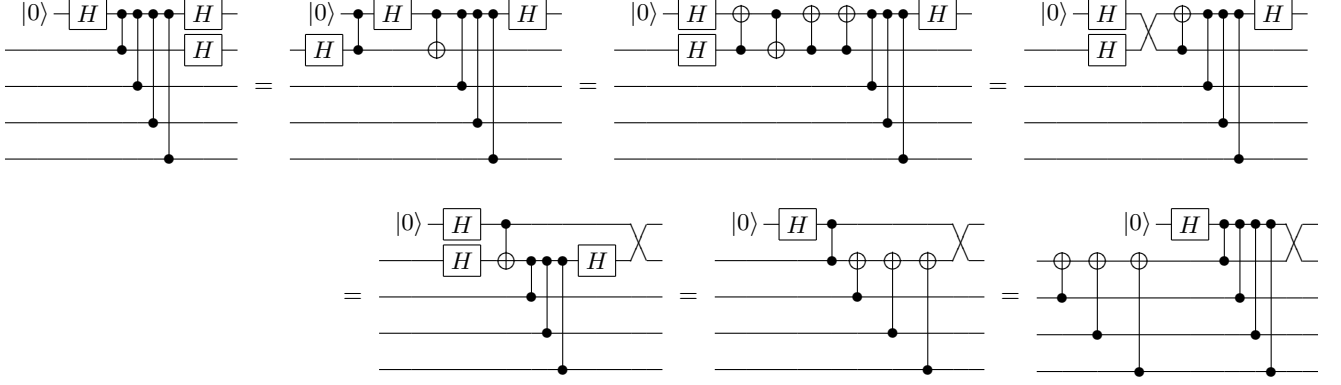 |0⟩ H H |0⟩ H H |0⟩ H H |0⟩ H H
H H H H
= = =
|0⟩ H |0⟩ H |0⟩ H
H H
= = =